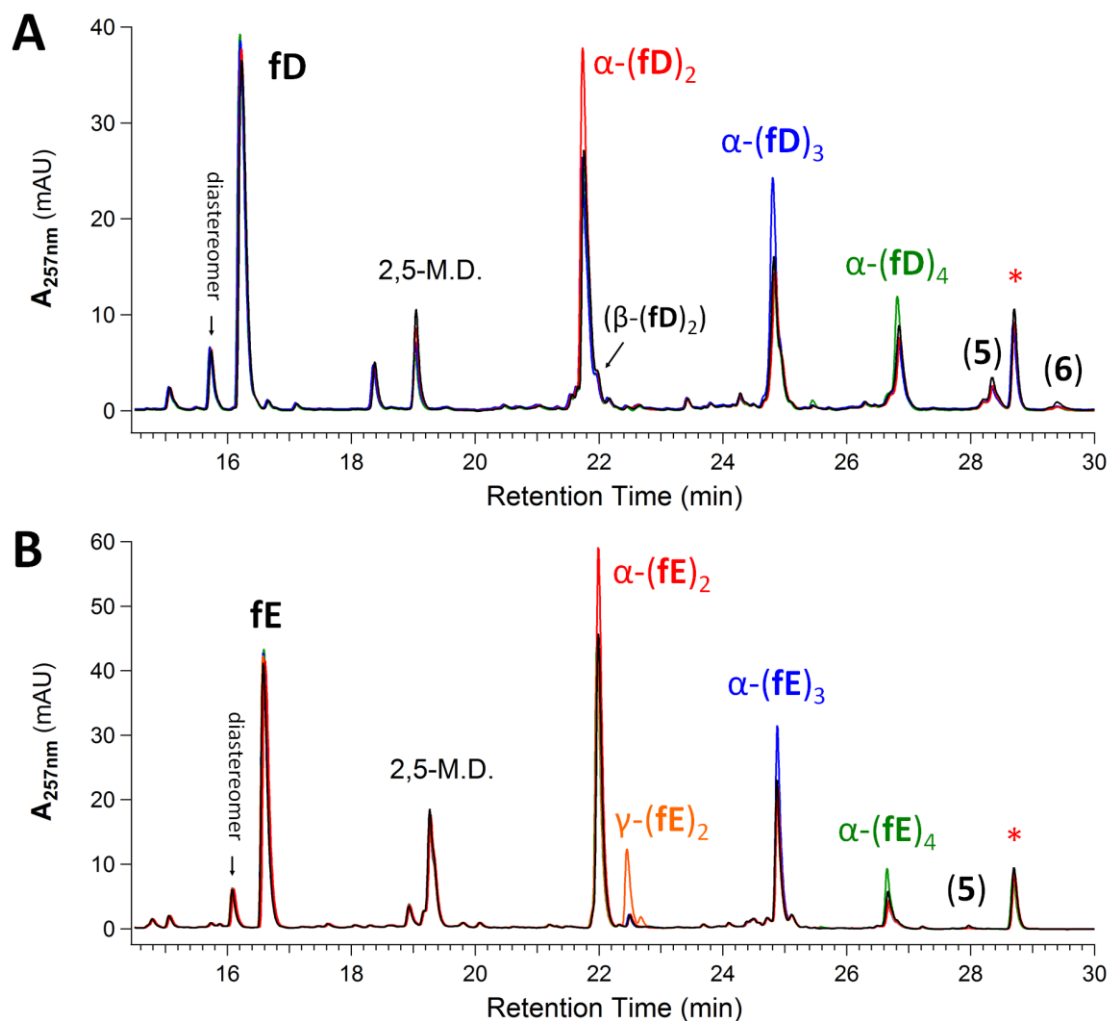 A
A257nm (mAU)
40
30
20
10
0
diastereomer
fD
2,5-M.D.
α-(fD)2
(β-(fD)2)
α-(fD)3
α-(fD)4
(5)
*
(6)
16 18 20 22 24 26 28 30
Retention Time (min)
B
A257nm (mAU)
60
50
40
30
20
10
0
diastereomer
fE
2,5-M.D.
α-(fE)2
γ-(fE)2
α-(fE)3
α-(fE)4
(5)
*
16 18 20 22 24 26 28 30
Retention Time (min)